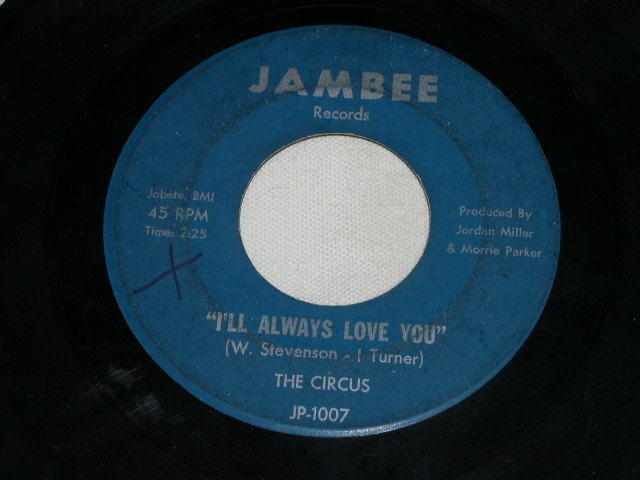 JAMBEE
Records
Jobete, BMI
45 RPM
Time: 2:25
Produced By
Jordan Miller
& Morrie Parker
"I'LL ALWAYS LOVE YOU"
(W. Stevenson - I Turner)
THE CIRCUS
JP-1007